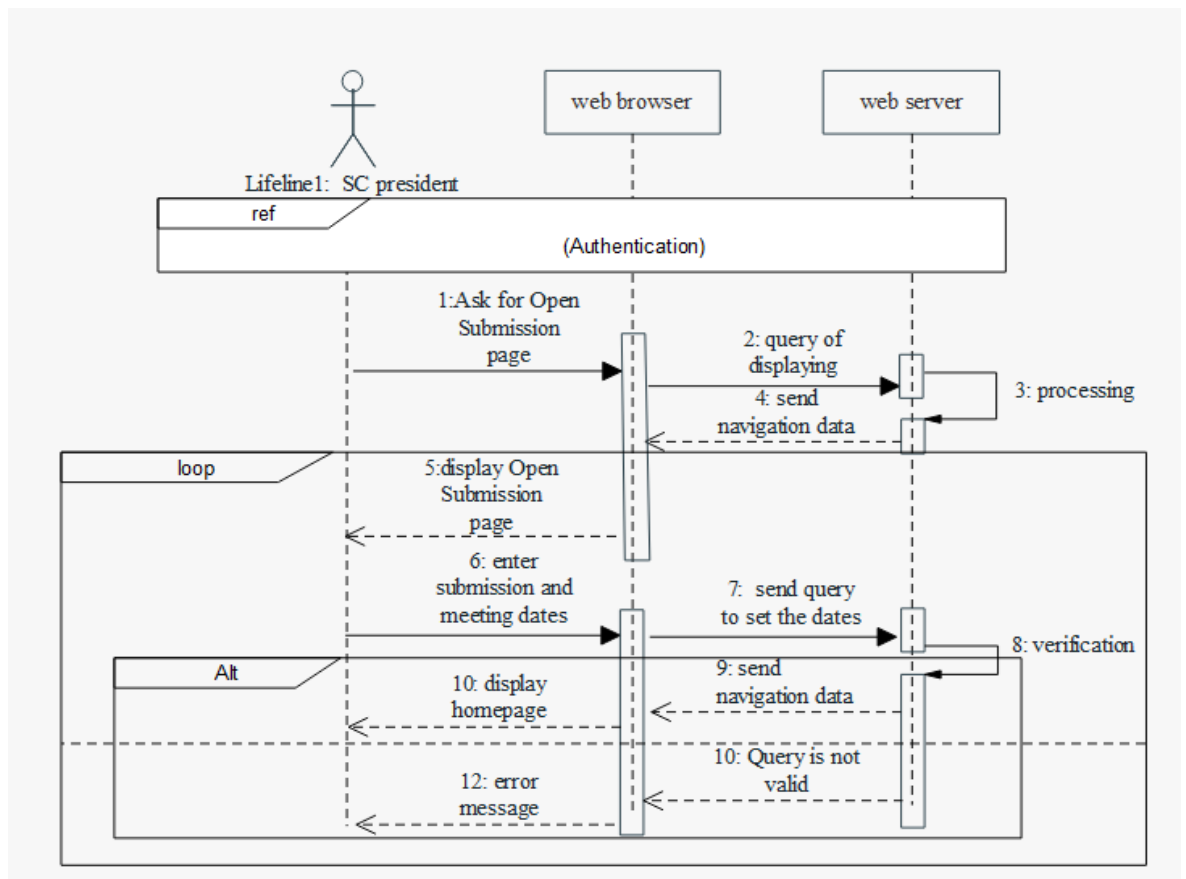 web browser
web server
Lifeline1: SC president
ref
(Authentication)
1:Ask for Open
Submission
page
2: query of
displaying
3: processing
4: send
navigation data
loop
5:display Open
Submission
page
6: enter
submission and
meeting dates
7: send query
to set the dates
8: verification
Alt
9: send
navigation data
10: display
homepage
10: Query is not
valid
12: error
message